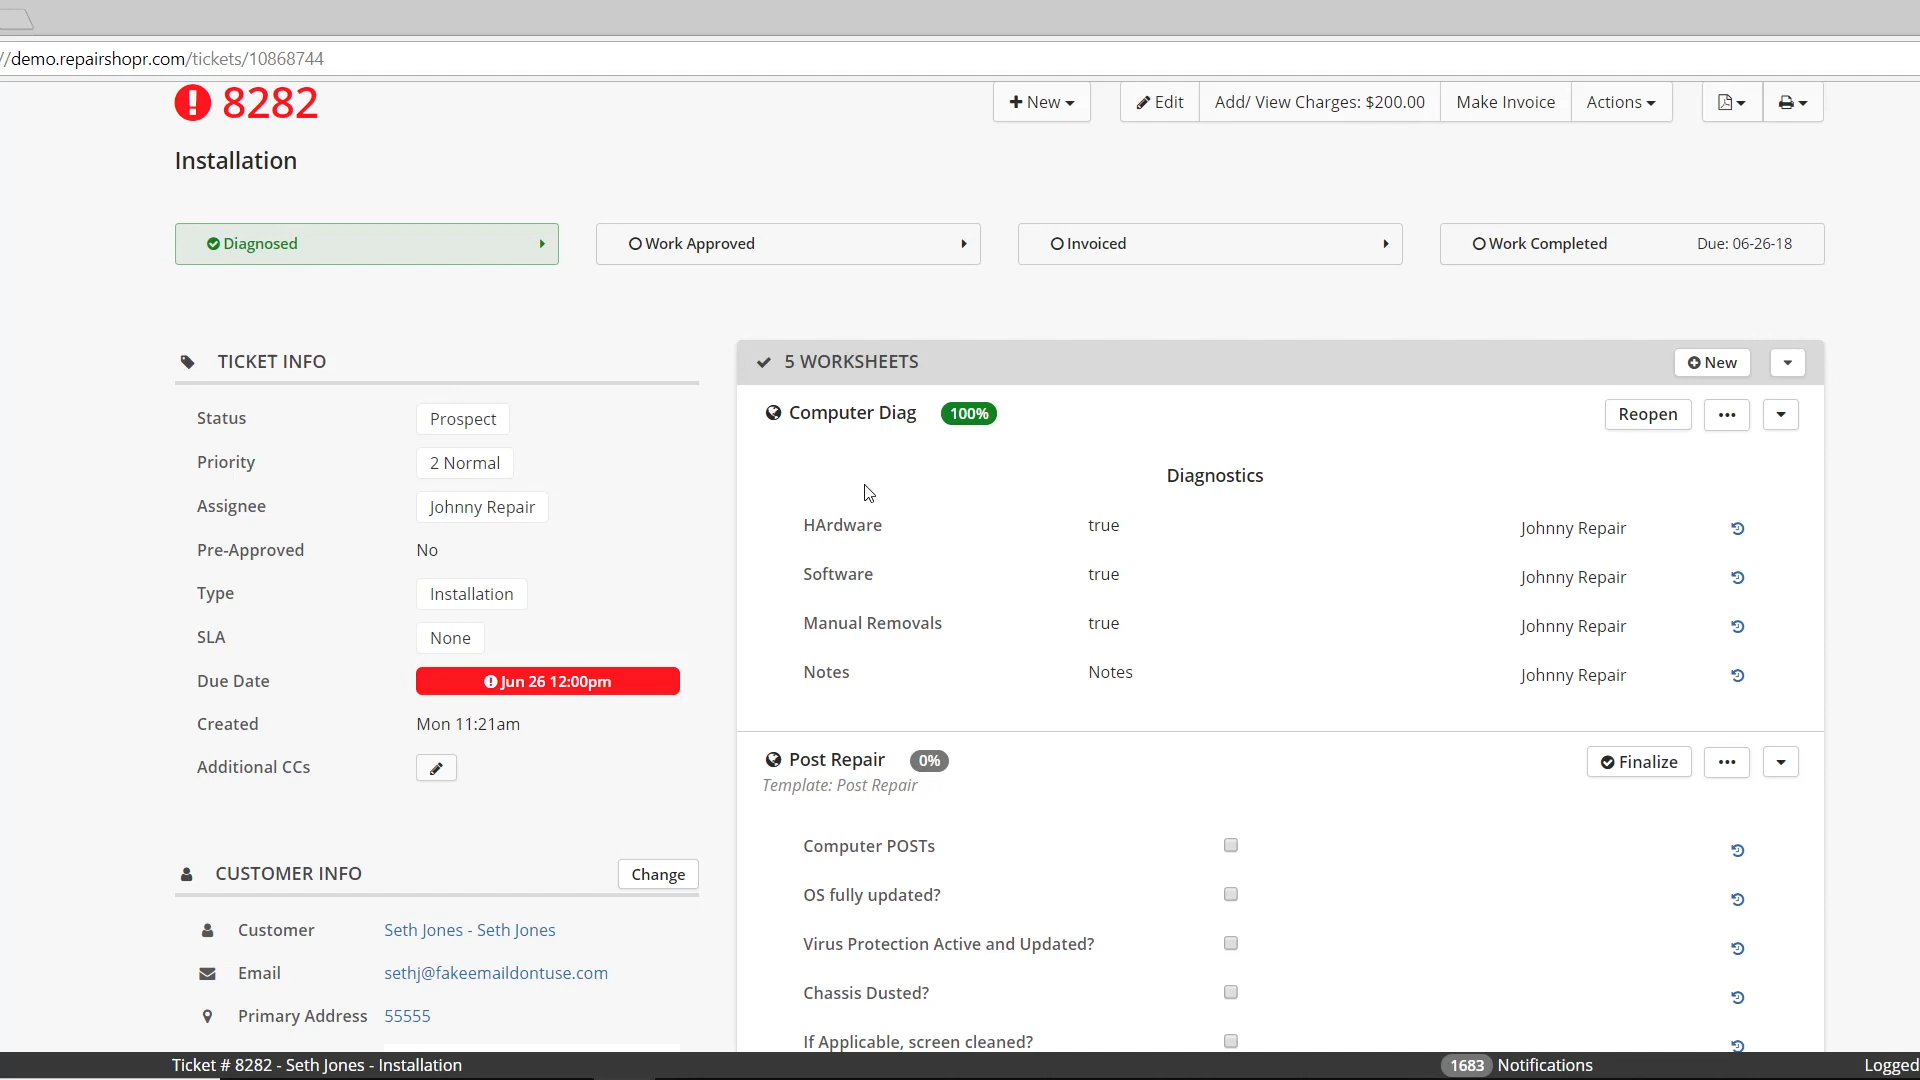 //demo.repairshopr.com/tickets/10868744
8282
New
Edit
Add/ View Charges: $200.00
Make Invoice
Actions
Installation
Diagnosed
Work Approved
Invoiced
Work Completed
Due: 06-26-18
TICKET INFO
Status Prospect
Priority 2 Normal
Assignee Johnny Repair
Pre-Approved No
Type Installation
SLA None
Due Date Jun 26 12:00pm
Created Mon 11:21am
Additional CCs
CUSTOMER INFO Change
Customer Seth Jones - Seth Jones
Email sethj@fakeemaildontuse.com
Primary Address 55555
5 WORKSHEETS New
Computer Diag 100% Reopen
Diagnostics
HArdware true Johnny Repair
Software true Johnny Repair
Manual Removals true Johnny Repair
Notes Notes Johnny Repair
Post Repair 0% Finalize
Template: Post Repair
Computer POSTs
OS fully updated?
Virus Protection Active and Updated?
Chassis Dusted?
If Applicable, screen cleaned?
Ticket # 8282 - Seth Jones - Installation
1683 Notifications
Logged